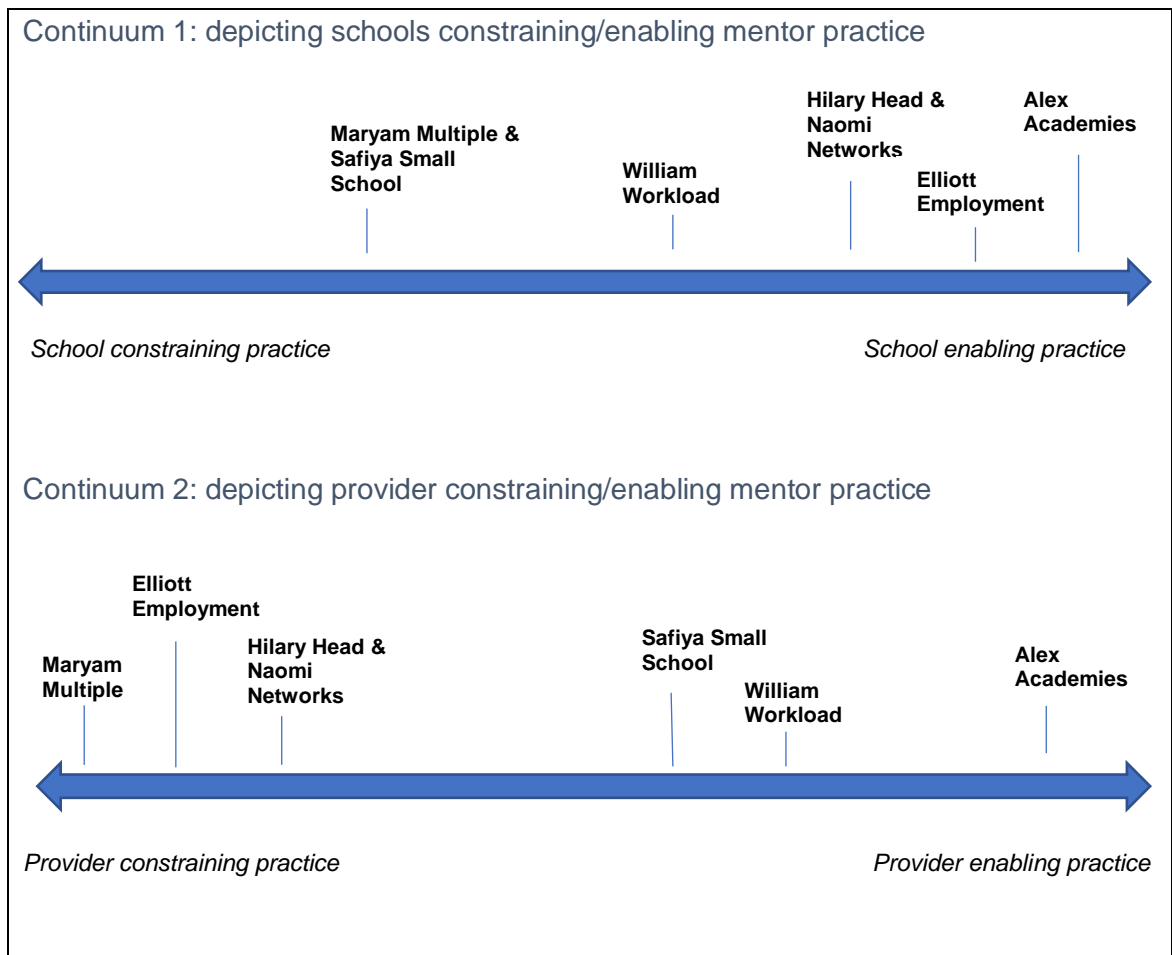 Continuum 1: depicting schools constraining/enabling mentor practice
Maryam Multiple &
Safiya Small
School
William
Workload
Hilary Head &
Naomi
Networks
Elliott
Employment
Alex
Academies
School constraining practice
School enabling practice
Continuum 2: depicting provider constraining/enabling mentor practice
Maryam
Multiple
Elliott
Employment
Hilary Head &
Naomi
Networks
Safiya Small
School
William
Workload
Alex
Academies
Provider constraining practice
Provider enabling practice